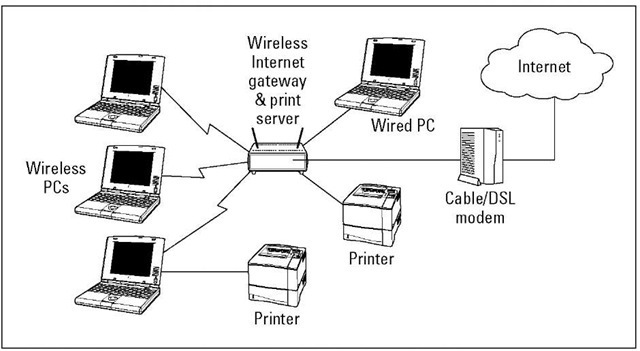 Wireless
Internet
gateway
& print
server
Wired PC
Internet
Wireless
PCs
Cable/DSL
modem
Printer
Printer